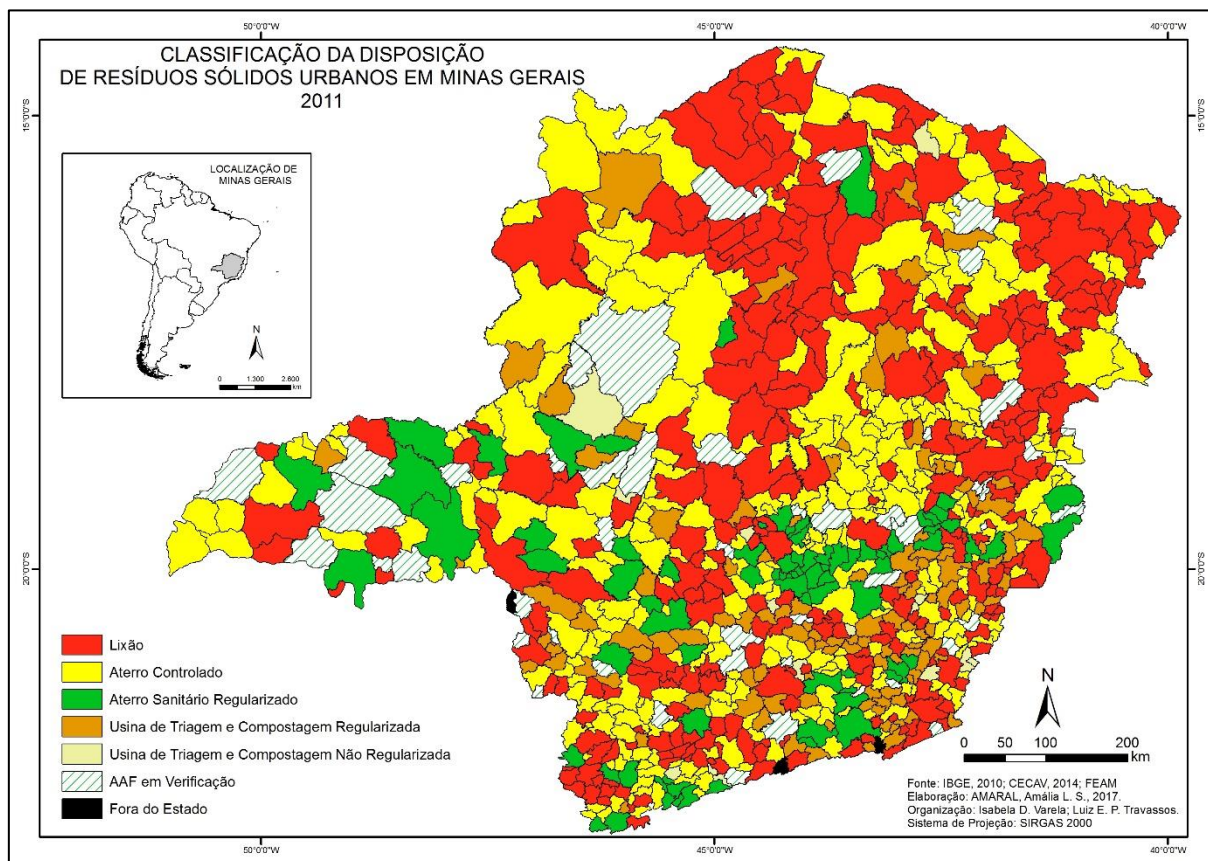 50°0'0"W
45°0'0"W
40°0'0"W
CLASSIFICAÇÃO DA DISPOSIÇÃO
DE RESÍDUOS SÓLIDOS URBANOS EM MINAS GERAIS
2011
15°0'0"S
15°0'0"S
LOCALIZAÇÃO DE
MINAS GERAIS
N
0 1.300 2.600
km
20°0'0"S
20°0'0"S
Lixão
Aterro Controlado
Aterro Sanitário Regularizado
Usina de Triagem e Compostagem Regularizada
Usina de Triagem e Compostagem Não Regularizada
AAF em Verificação
Fora do Estado
N
0 50 100 200
km
Fonte: IBGE, 2010; CECAV, 2014; FEAM
Elaboração: AMARAL, Amália L. S., 2017.
Organização: Isabela D. Varela; Luiz E. P. Travassos.
Sistema de Projeção: SIRGAS 2000
50°0'0"W
45°0'0"W
40°0'0"W